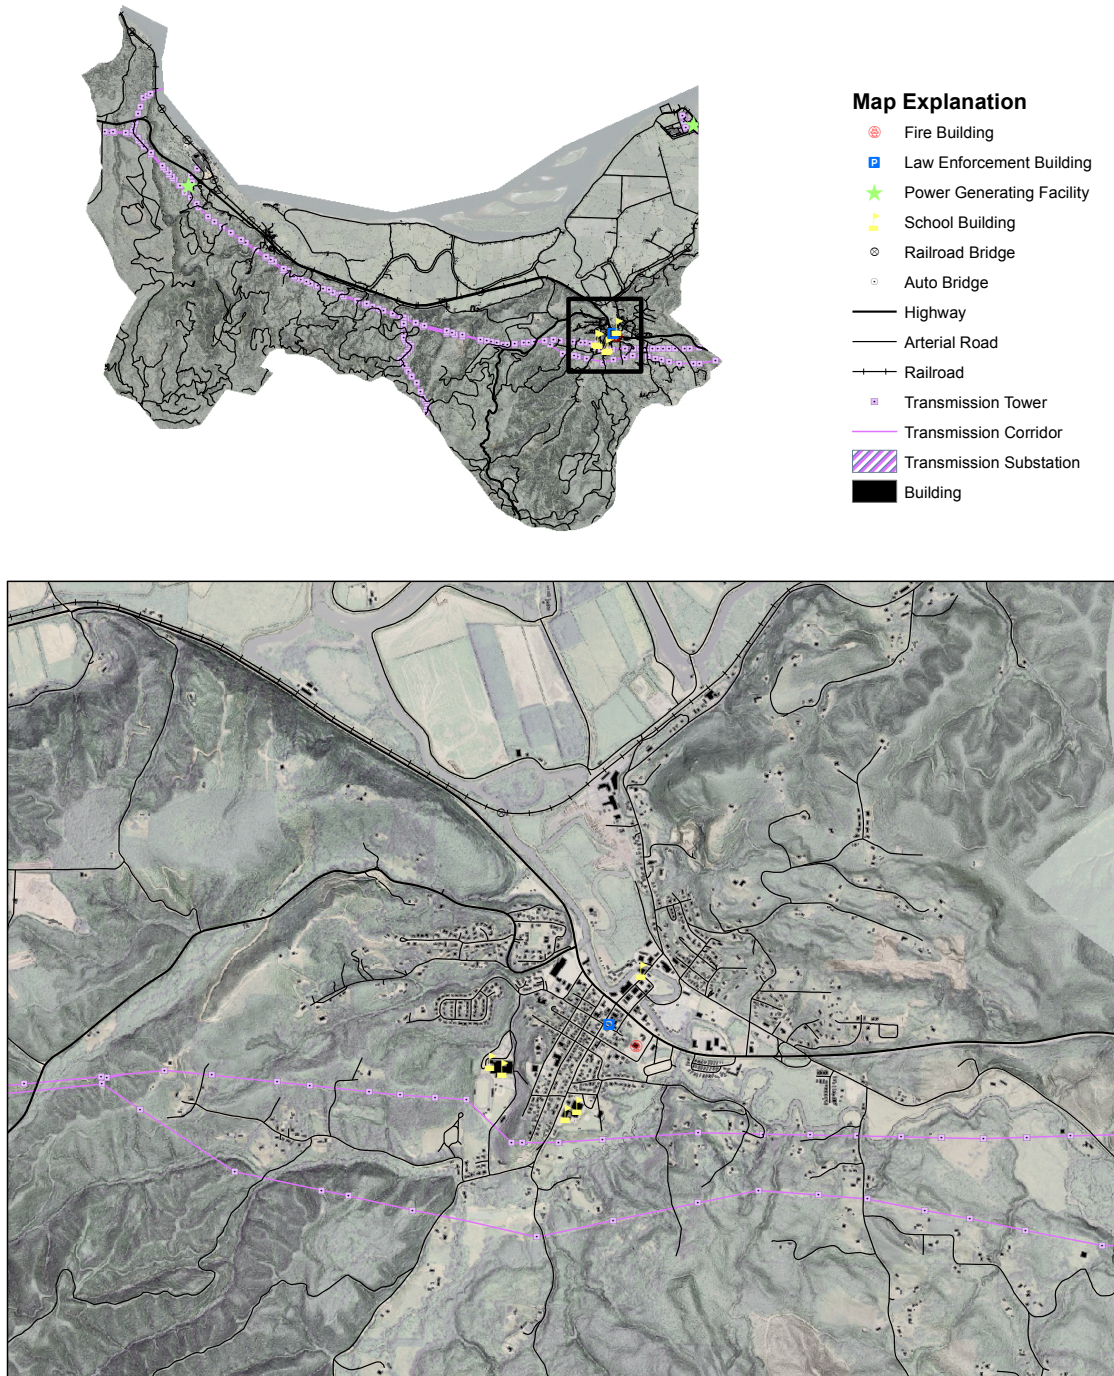 Map Explanation
Fire Building
P Law Enforcement Building
Power Generating Facility
School Building
Railroad Bridge
Auto Bridge
Highway
Arterial Road
Railroad
Transmission Tower
Transmission Corridor
Transmission Substation
Building
P